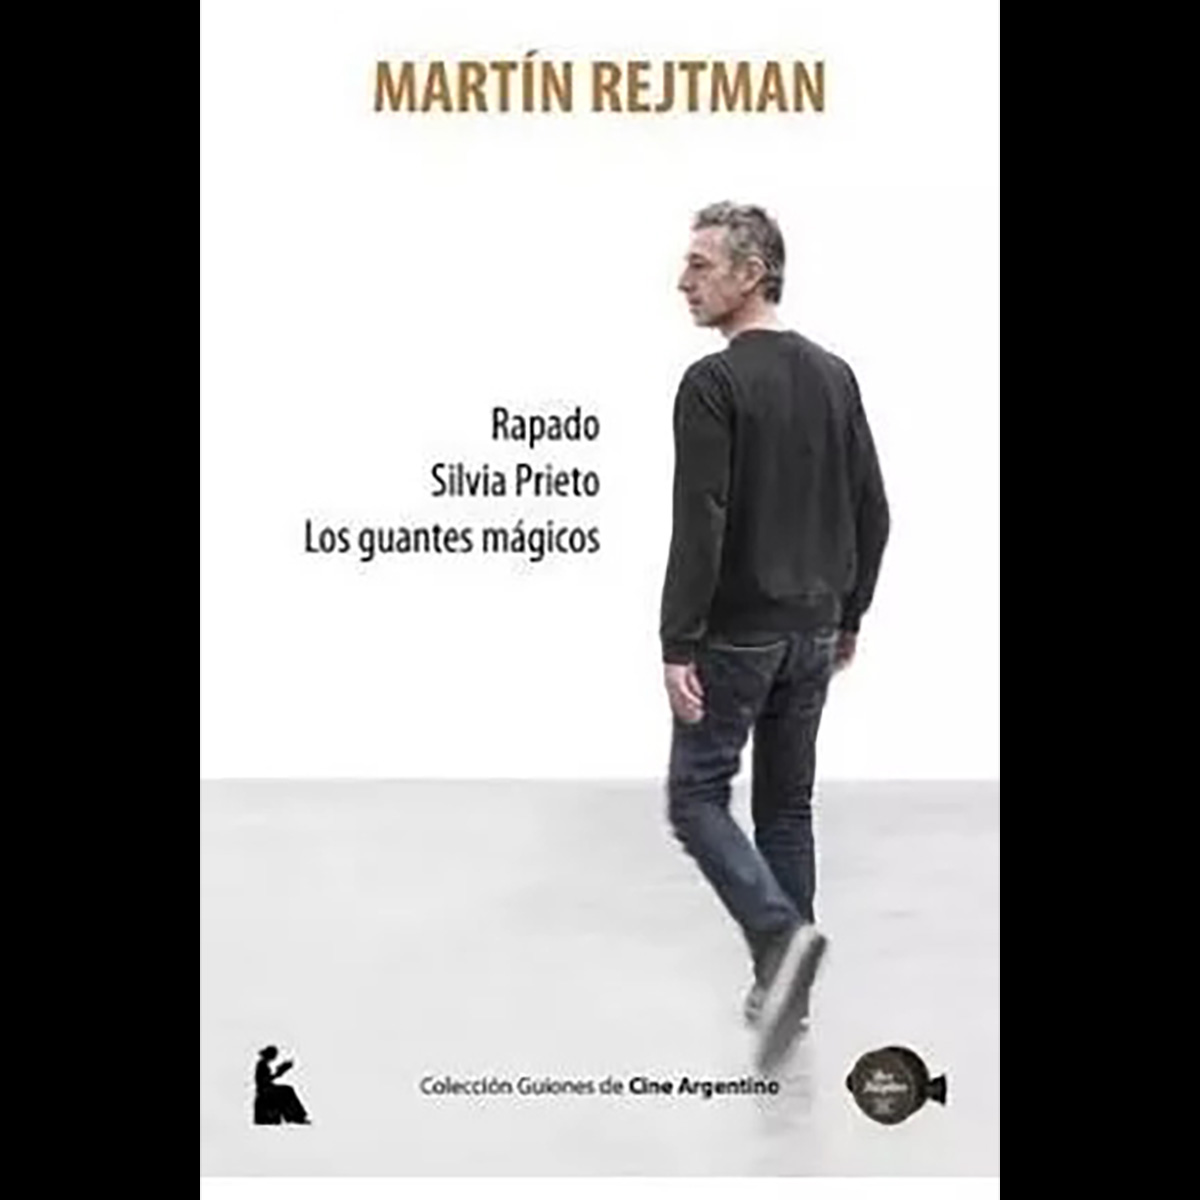 MARTÍN REJTMAN
Rapado
Silvia Prieto
Los guantes mágicos
Colección Guiones de Cine Argentino